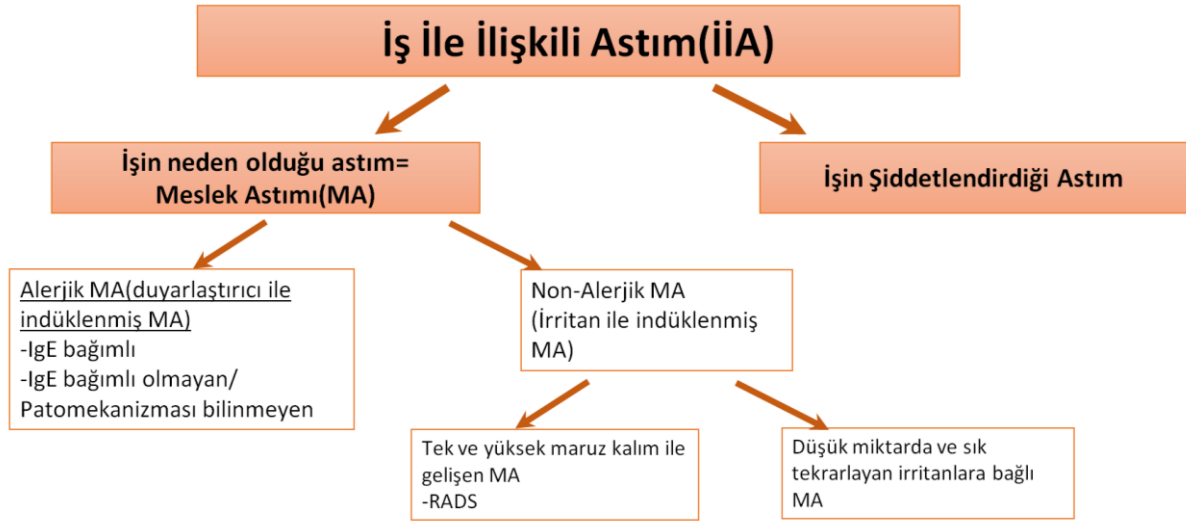 İş İle İlişkili Astım(İİA)
İşin neden olduğu astım=
Meslek Astımı(MA)
İşin Şiddetlendirdiği Astım
Alerjik MA(duyarlaştırıcı ile
indüklenmiş MA)
-IgE bağımlı
-IgE bağımlı olmayan/
Patomekanizması bilinmeyen
Non-Alerjik MA
(İrritan ile indüklenmiş
MA)
Tek ve yüksek maruz kalım ile
gelişen MA
-RADS
Düşük miktarda ve sık
tekrarlayan irritanlara bağlı
MA